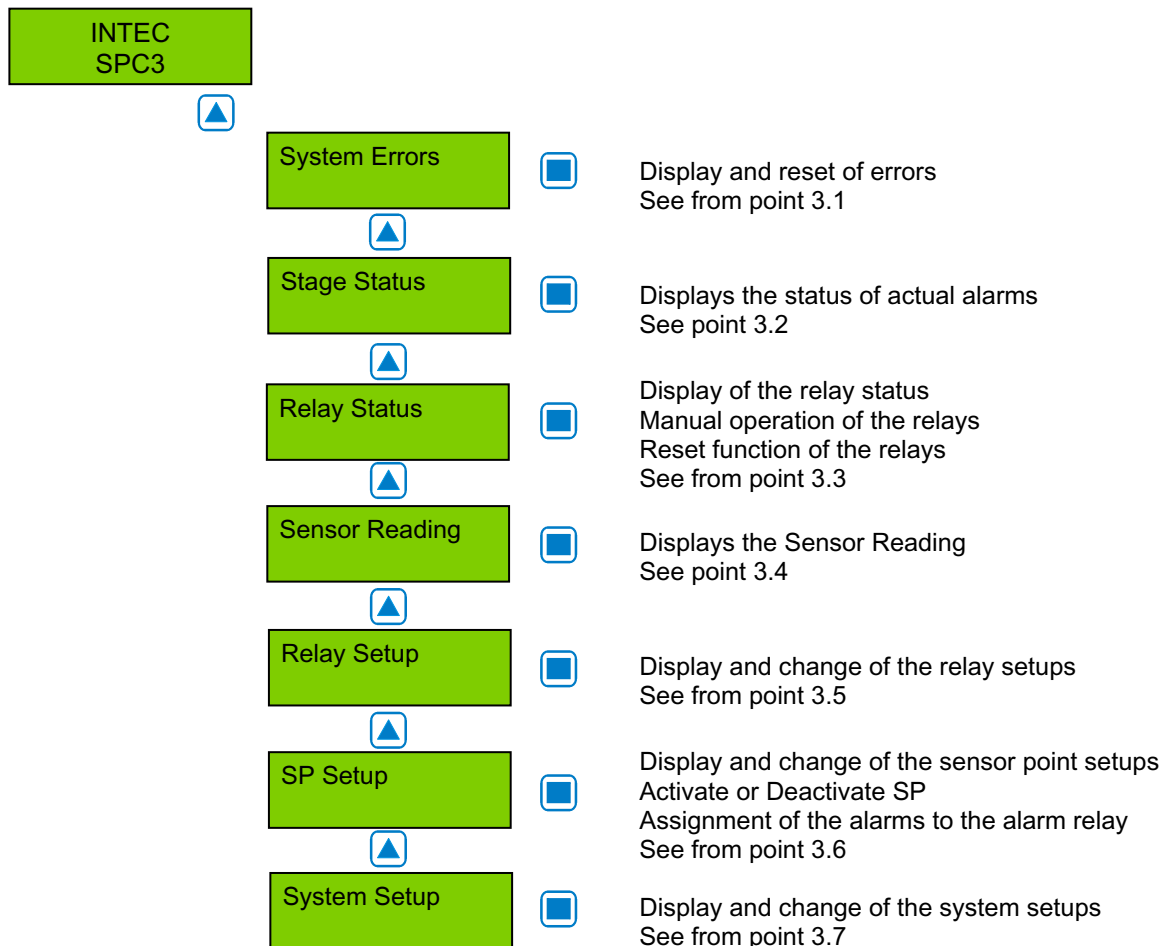 INTEC
SPC3
System Errors
Display and reset of errors
See from point 3.1
Stage Status
Displays the status of actual alarms
See point 3.2
Relay Status
Display of the relay status
Manual operation of the relays
Reset function of the relays
See from point 3.3
Sensor Reading
Displays the Sensor Reading
See point 3.4
Relay Setup
Display and change of the relay setups
See from point 3.5
SP Setup
Display and change of the sensor point setups
Activate or Deactivate SP
Assignment of the alarms to the alarm relay
See from point 3.6
System Setup
Display and change of the system setups
See from point 3.7